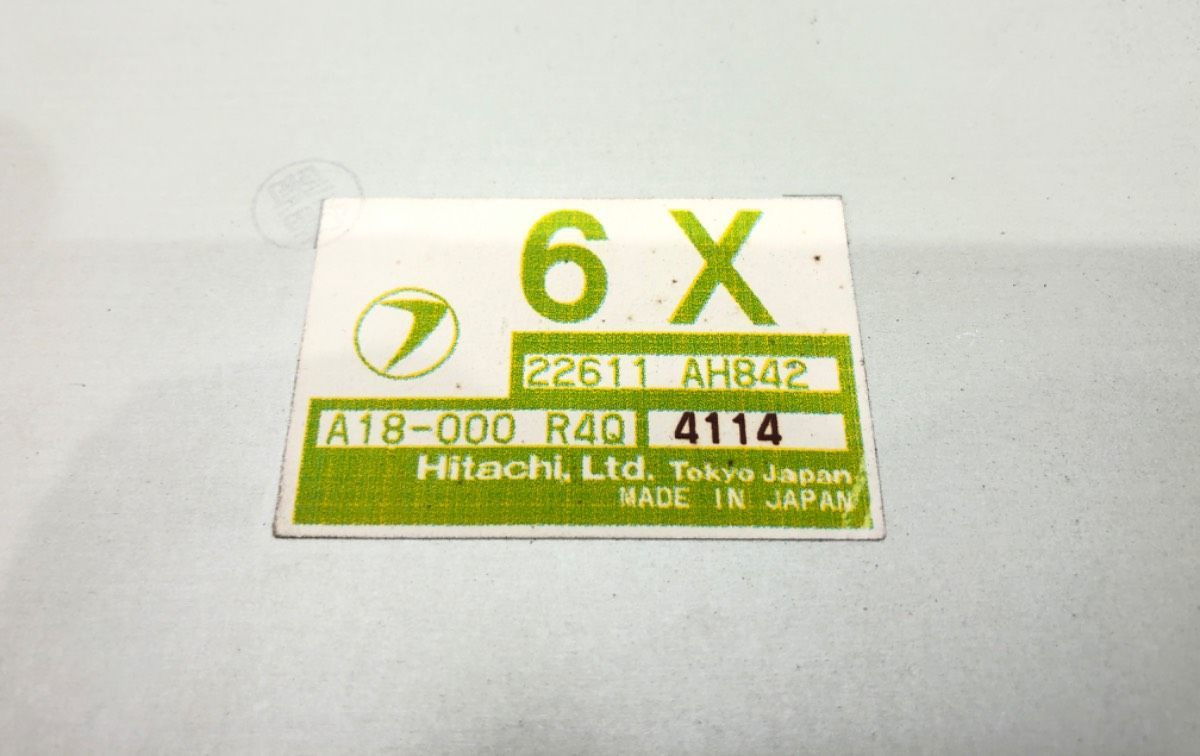 6 X
22611 AH842
A18-000 R4Q 4114
Hitachi, Ltd. Tokyo Japan
MADE IN JAPAN